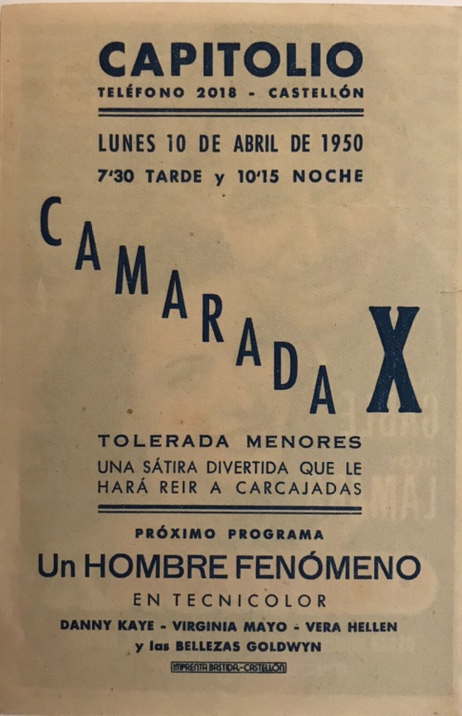 CAPITOLIO
TELÉFONO 2018 - CASTELLÓN
LUNES 10 DE ABRIL DE 1950
7'30 TARDE y 10'15 NOCHE
CAMARADA X
TOLERADA MENORES
UNA SÁTIRA DIVERTIDA QUE LE
HARÁ REIR A CARCAJADAS
PRÓXIMO PROGRAMA
Un HOMBRE FENÓMENO
EN TECNICOLOR
DANNY KAYE - VIRGINIA MAYO - VERA HELLEN
y las BELLEZAS GOLDWYN
IMPRENTA BASTIDA.-CASTELLÓN